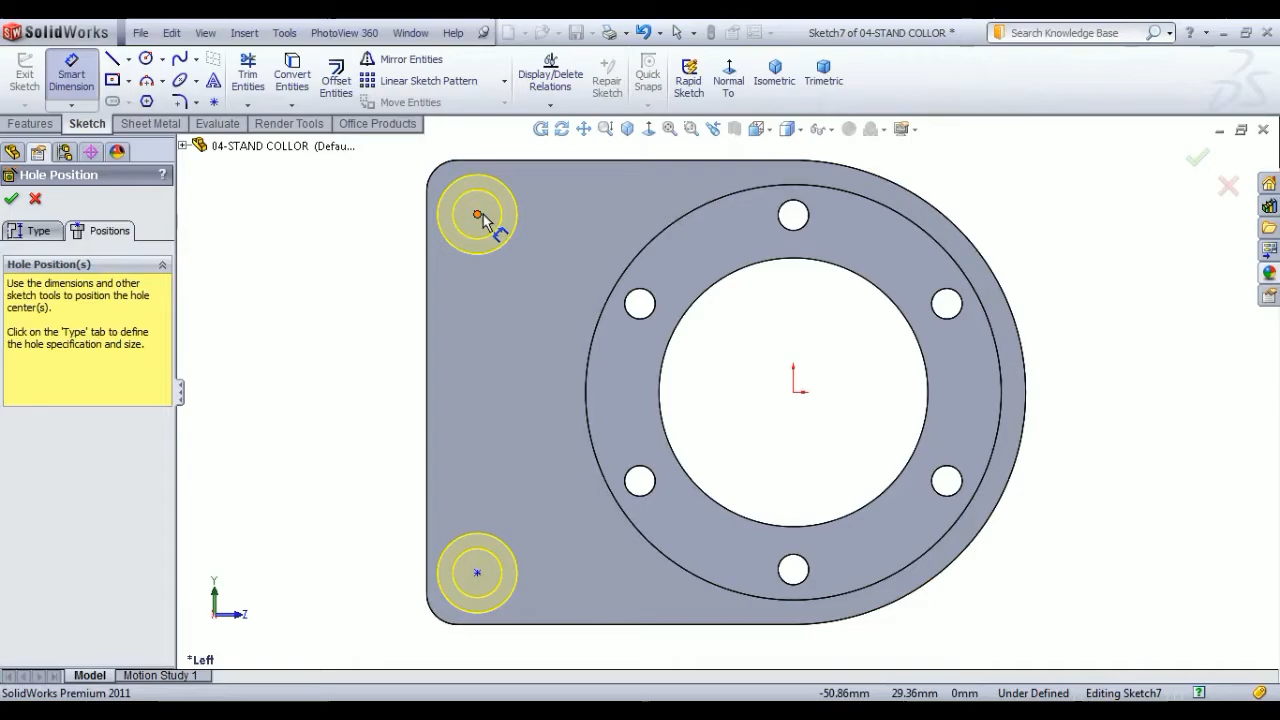 SolidWorks File Edit View Insert Tools PhotoView 360 Window Help Sketch7 of 04-STAND COLLOR * Search Knowledge Base
Exit Sketch
Smart Dimension
Trim Entities
Convert Entities
Offset Entities
Mirror Entities
Linear Sketch Pattern
Move Entities
Display/Delete Relations
Repair Sketch
Quick Snaps
Rapid Sketch
Normal To
Isometric
Trimetric
Features Sketch Sheet Metal Evaluate Render Tools Office Products
04-STAND COLLOR (Defau...
Hole Position ?
Type Positions
Hole Position(s)
Use the dimensions and other
sketch tools to position the hole
center(s).
Click on the 'Type' tab to define
the hole specification and size.
Y
Z
*Left
Model Motion Study 1
SolidWorks Premium 2011 -50.86mm 29.36mm 0mm Under Defined Editing Sketch7